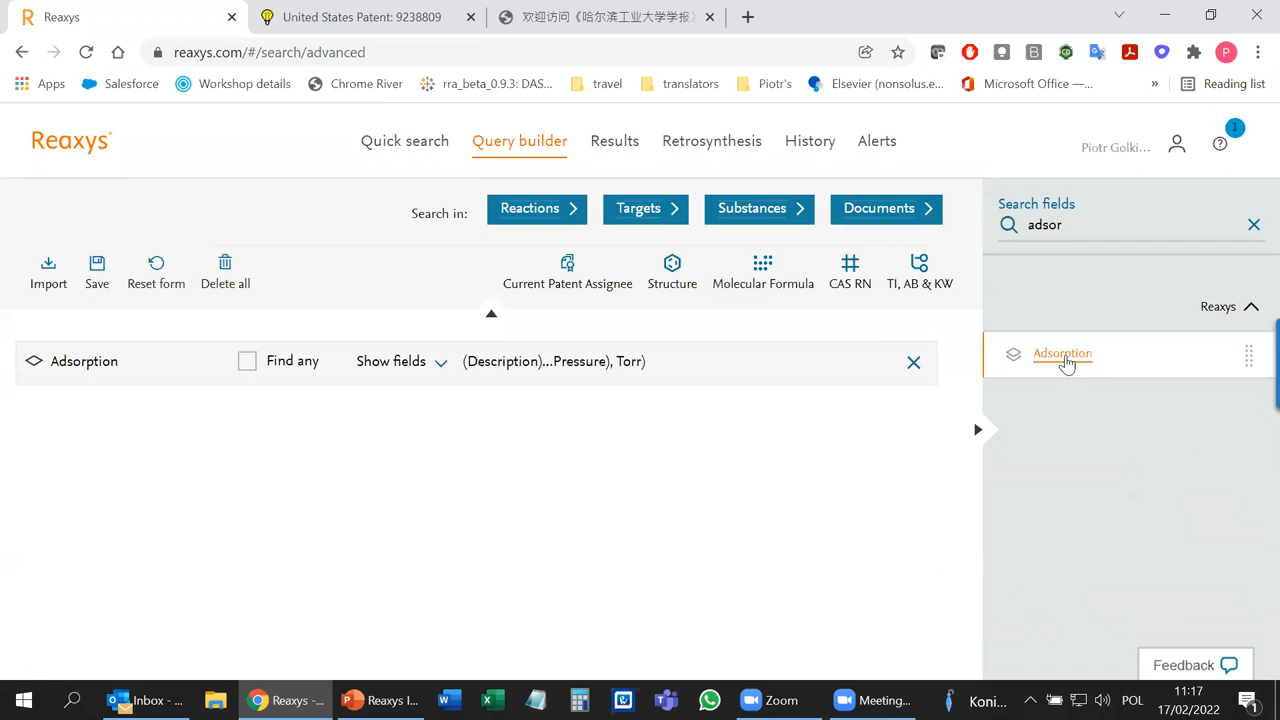 Reaxys
United States Patent: 9238809
欢迎访问《哈尔滨工业大学学报》
reaxys.com/#/search/advanced
P
Apps
Salesforce
Workshop details
Chrome River
rra_beta_0.9.3: DAS...
travel
translators
Piotr's
Elsevier (nonsolus.e...
Microsoft Office —...
»
Reading list
Reaxys
Quick search
Query builder
Results
Retrosynthesis
History
Alerts
Piotr Golki...
1
Search in:
Reactions
Targets
Substances
Documents
Search fields
adsor
Import
Save
Reset form
Delete all
Current Patent Assignee
Structure
Molecular Formula
CAS RN
TI, AB & KW
Reaxys
Adsorption
Find any
Show fields
(Description)...Pressure), Torr)
Adsorption
Feedback
Inbox - ...
Reaxys -...
Reaxys I...
Zoom
Meeting...
Koni...
POL
11:17
17/02/2022
1